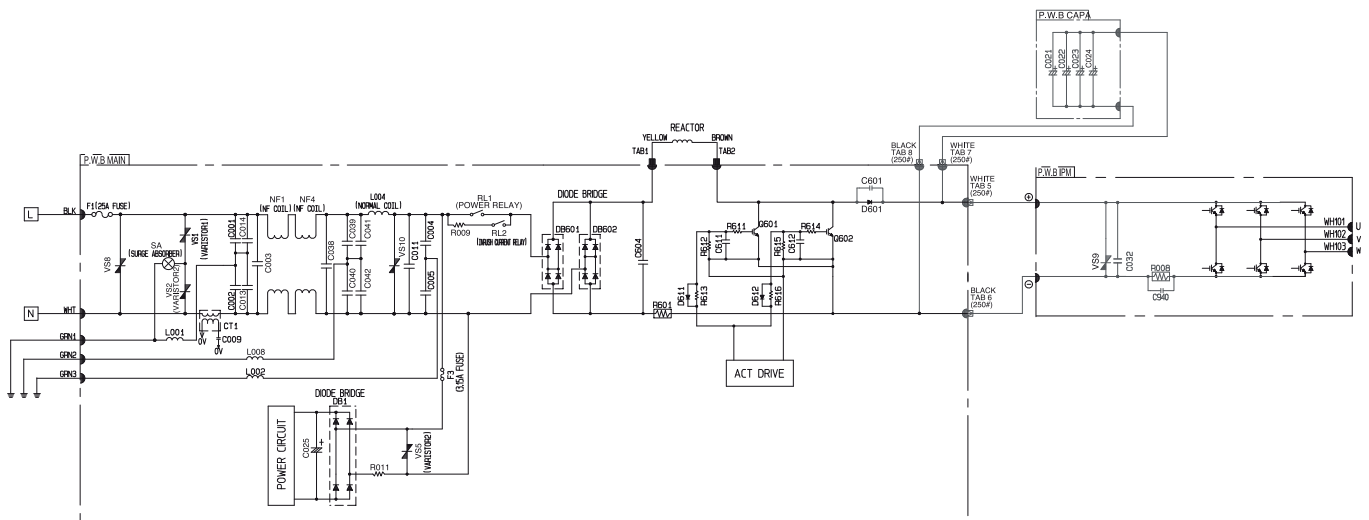 P.W.B CAPA
C021
C022
C023
C024
REACTOR
YELLOW
BROWN
TAB1
TAB2
BLACK
TAB 8
(250#)
WHITE
TAB 7
(250#)
P.W.B MAIN
P.W.B IPM
L
BLK
F1(25A FUSE)
NF1
(NF COIL)
NF4
(NF COIL)
L004
(NORMAL COIL)
RL1
(POWER RELAY)
R009
RL2
(INRUSH CURRENT RELAY)
DIODE BRIDGE
DB601
DB602
C601
D601
WHITE
TAB 5
(250#)
SA
(SURGE ABSORBER)
VS8
VS1
(VARISTOR1)
VS2
(VARISTOR2)
C001
C014
C002
C013
C003
C038
C039
C041
C040
C042
VS10
C011
C004
C005
C604
R612
R611
C611
Q601
R615
R614
C612
Q602
D611
R613
D612
R616
R601
VS9
C032
R008
C940
WH101
U
WH102
V
WH103
W
N
WHT
CT1
C009
0V
0V
BLACK
TAB 6
(250#)
GRN1
L001
GRN2
L008
GRN3
L002
F3
(3.15A FUSE)
ACT DRIVE
DIODE BRIDGE
DB1
POWER CIRCUIT
C025
+
VS5
(VARISTOR2)
R011